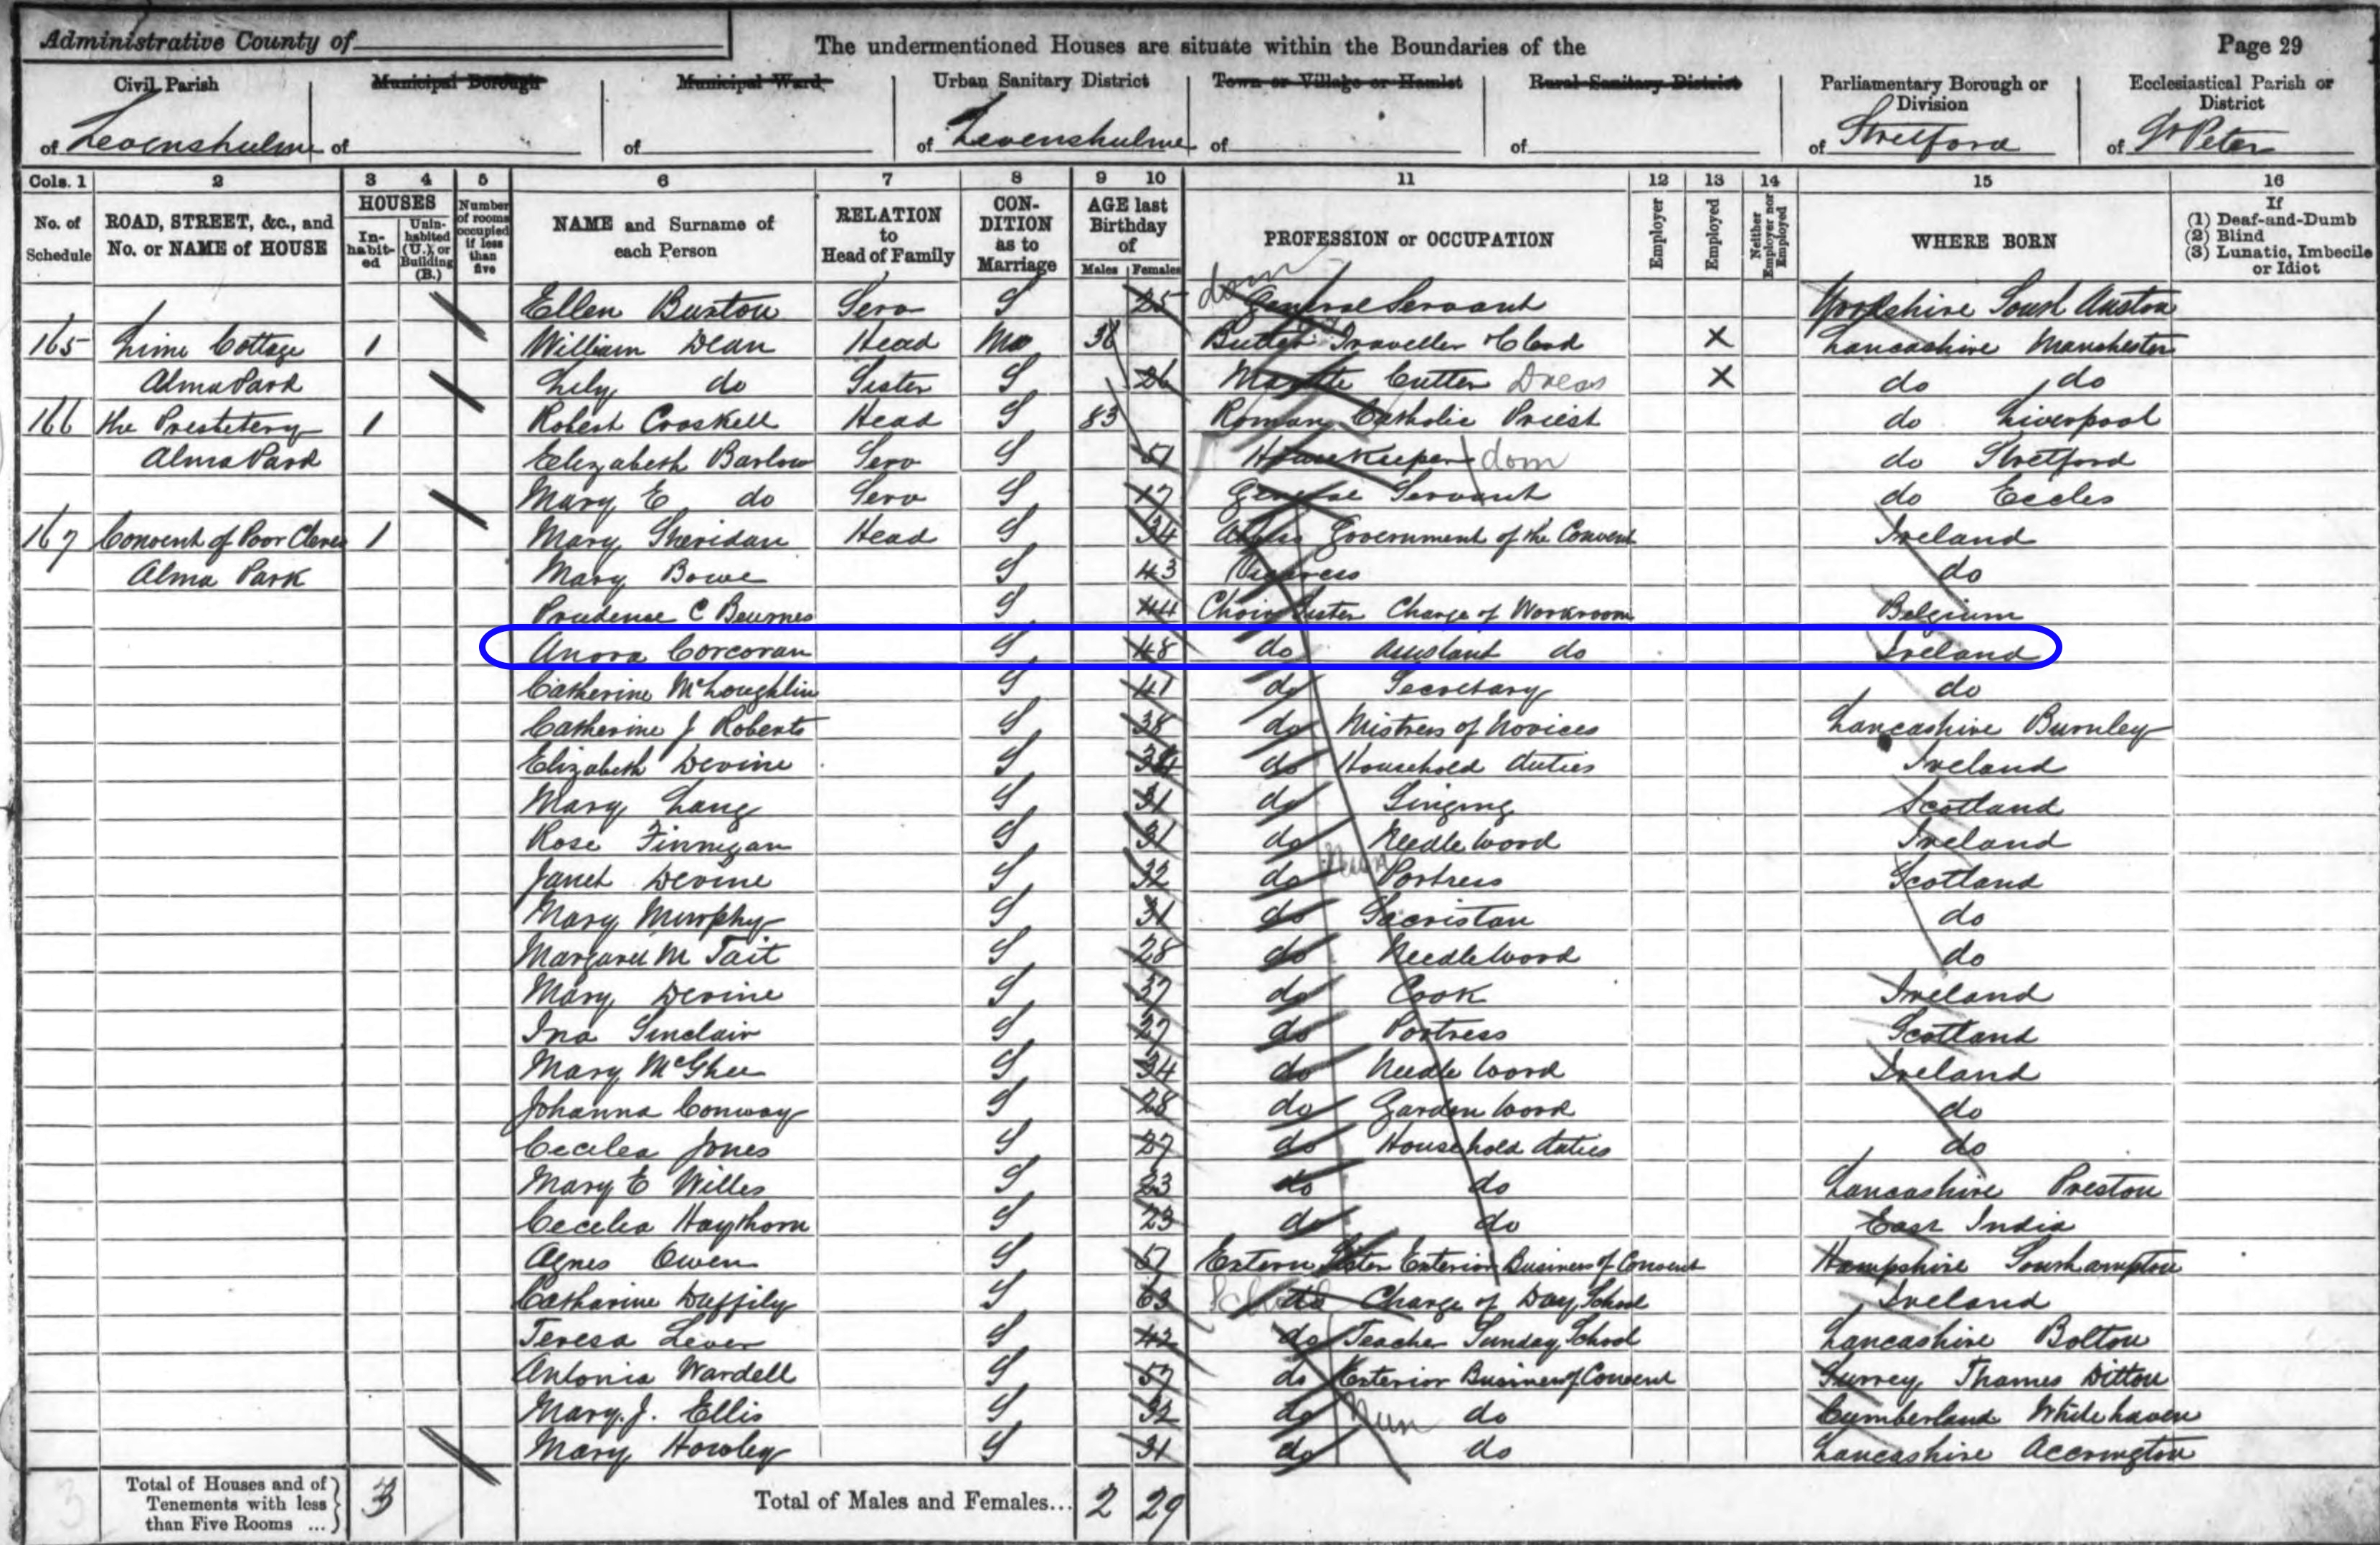 Administrative County of
The undermentioned Houses are situate within the Boundaries of the
Page 29
Civil Parish Municipal Borough Municipal Ward Urban Sanitary District Town or Village or Hamlet Rural Sanitary District Parliamentary Borough or Division Ecclesiastical Parish or District
of Levenshulme of of of Levenshulme of of of Stretford of St Peter
Cols. 1 2 3 4 5 6 7 8 9 10 11 12 13 14 15 16
No. of Schedule ROAD, STREET, &c., and No. or NAME of HOUSE HOUSES In-habit-ed Unin-habited (U.), or Building (B.) Number of rooms occupied if less than five NAME and Surname of each Person RELATION to Head of Family CON-DITION as to Marriage AGE last Birthday of Males Females PROFESSION or OCCUPATION Employer Employed Neither Employer nor Employed WHERE BORN If (1) Deaf-and-Dumb (2) Blind (3) Lunatic, Imbecile or Idiot
Ellen Buxton Serv S 25 General Servant dom Yorkshire South Anston
165 Lime Cottage 1 William Dean Head 38 Traveller X Lancashire Manchester
Alma Park Lily do Sister S 26 Mantle Cutter Dress X do do
166 the Presbetery 1 Robert Croskell Head S 83 Roman Catholic Priest do Liverpool
Alma Park Elizabeth Barlow Serv S 51 Housekeeper dom do Stretford
Mary E do Serv S 17 General Servant do Eccles
167 Convent of Poor Clares 1 Mary Sheridan Head S 34 Abbess Government of the Convent Ireland
Alma Park Mary Bowe S 43 Vicaress do
Prudence C S 44 Choir Sister Charge of Workroom Belgium
Anora Corcoran S 48 do Assistant do Ireland
Catherine McLoughlin S 41 do Secretary do
Catherine J Roberts S 38 do Mistress of Novices Lancashire Burnley
Elizabeth Devine S do Household duties Ireland
Mary Lang S 31 do Singing Scotland
Rose Finnigan S 31 do Needle work Ireland
Janet Devine S 32 do Portress Scotland
Nun
Mary Murphy S 31 do Sacristan do
Margaret M Tait S 28 do Needlework do
Mary Devine S 37 do Cook Ireland
Ina Sinclair S 27 do Portress Scotland
Mary McGhee S 34 do Needle work Ireland
Johanna Conway S 28 do Garden work do
Cecilea Jones S 27 do Household duties do
Mary E Willes S 23 do do Lancashire Preston
Cecelia Haythorn S 23 do do East India
Agnes Owen S 57 Extern Sister Exterior Business of Convent Hampshire Southampton
Catharine Duffily S 63 do Charge of Day School School Ireland
Teresa Lever S 42 do Teacher Sunday School Lancashire Bolton
Antonia Wardell S 57 do Exterior Business of Convent Surrey Thames Ditton
Mary. J. Ellis S 32 do Nun do Cumberland Whitehaven
Mary Howley S 31 do do Lancashire Accrington
Total of Houses and of Tenements with less than Five Rooms ... 3 Total of Males and Females... 2 29